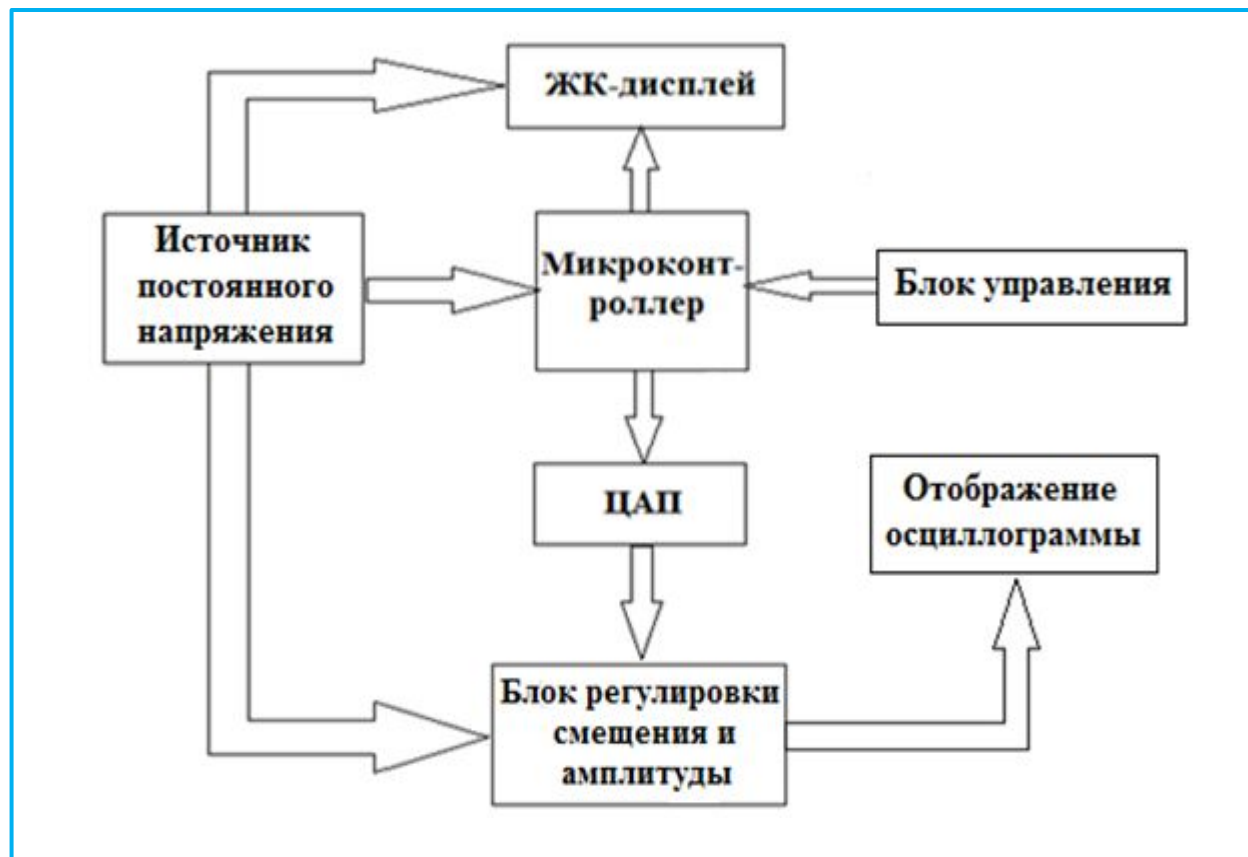 ЖК-дисплей
Источник
постоянного
напряжения
Микроконт-
роллер
Блок управления
ЦАП
Отображение
осциллограммы
Блок регулировки
смещения и
амплитуды